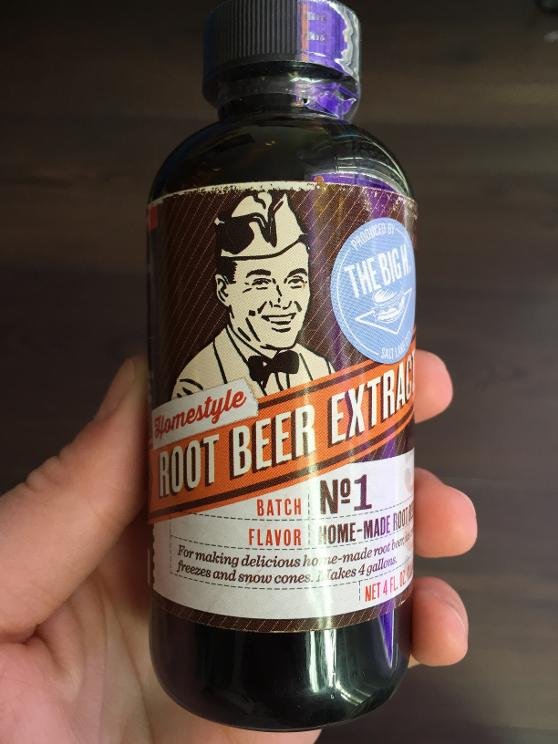 PRODUCED BY
THE BIG H.
SALT LAKE
Homestyle
ROOT BEER EXTRACT
BATCH Nº1
FLAVOR HOME-MADE ROOT
For making delicious home-made root beer,
freezes and snow cones. Makes 4 gallons.
NET 4 FL. OZ.